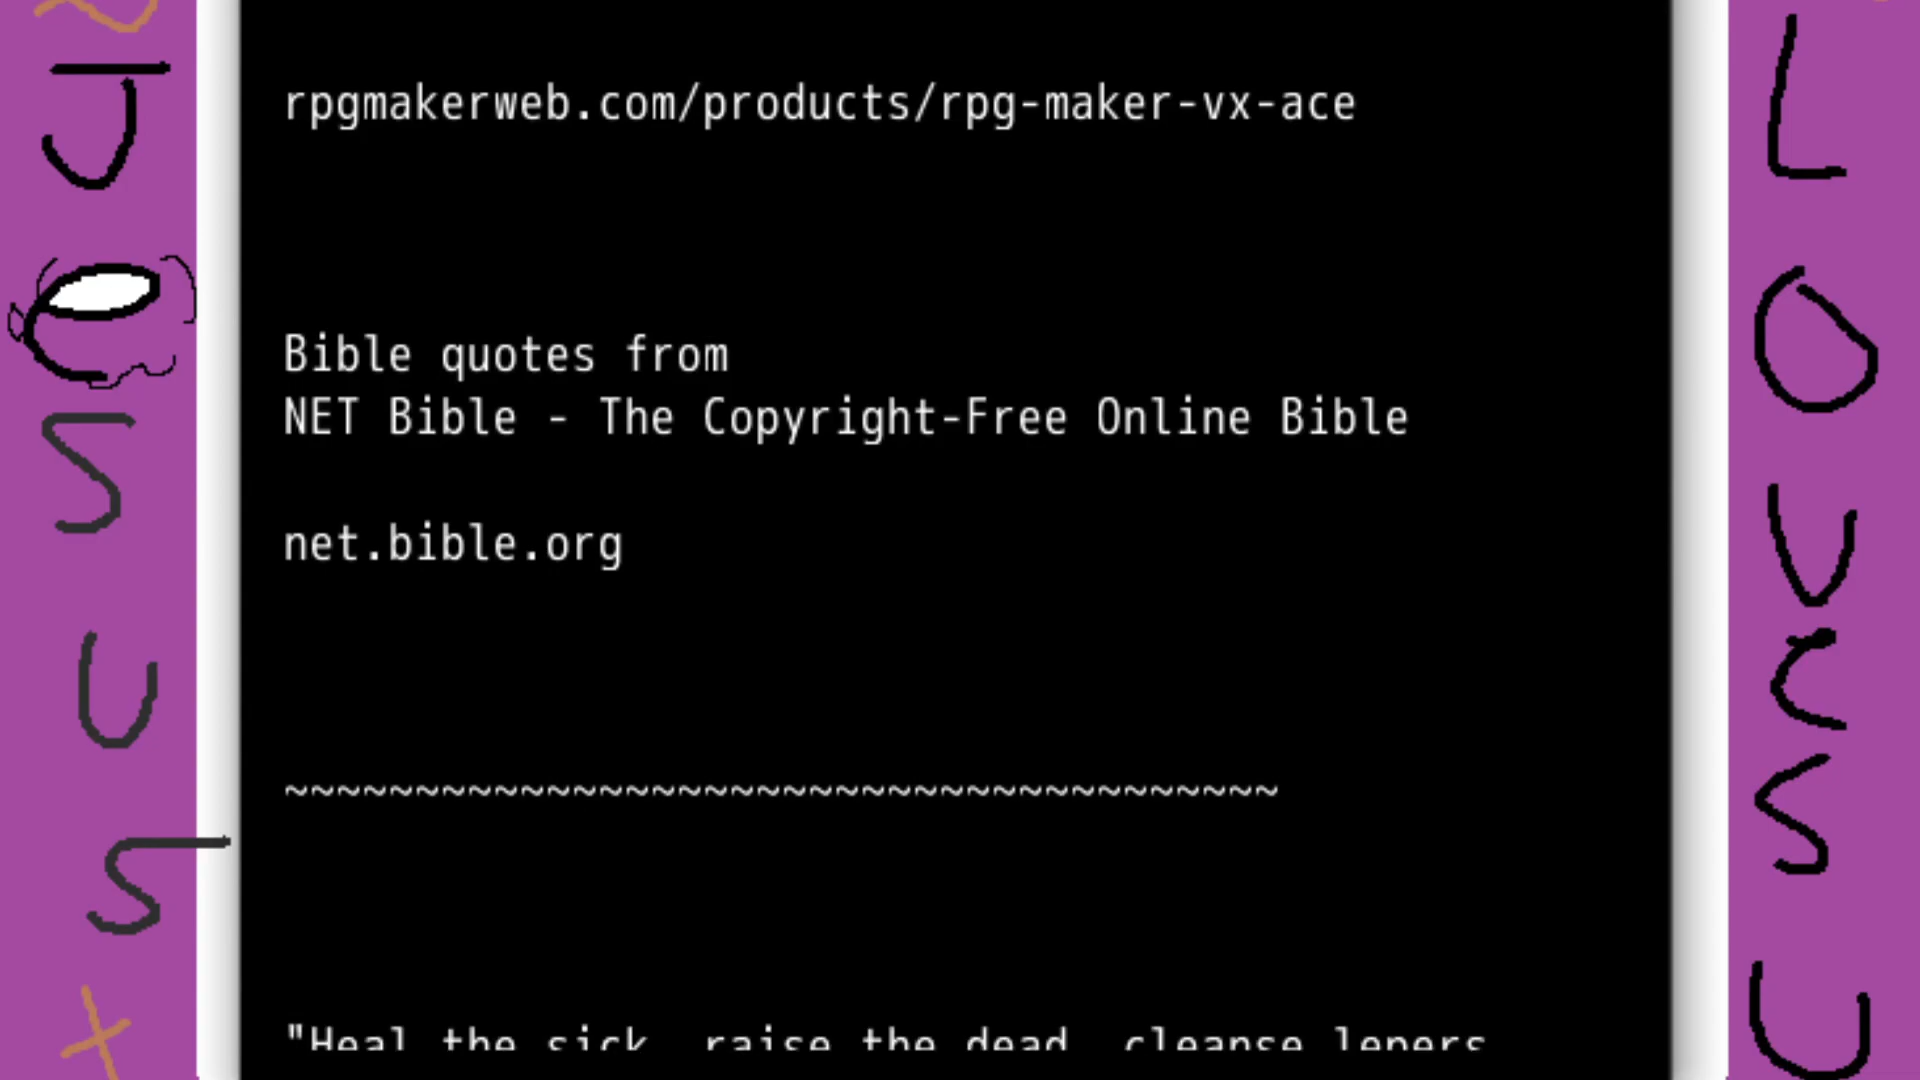 rpgmakerweb.com/products/rpg-maker-vx-ace
Bible quotes from
NET Bible - The Copyright-Free Online Bible
net.bible.org
~~~~~~~~~~~~~~~~~~~~~~~~~~~~~~~~~~~~~~
"Heal the sick, raise the dead, cleanse lepers,
J e s u s
L O V e S U